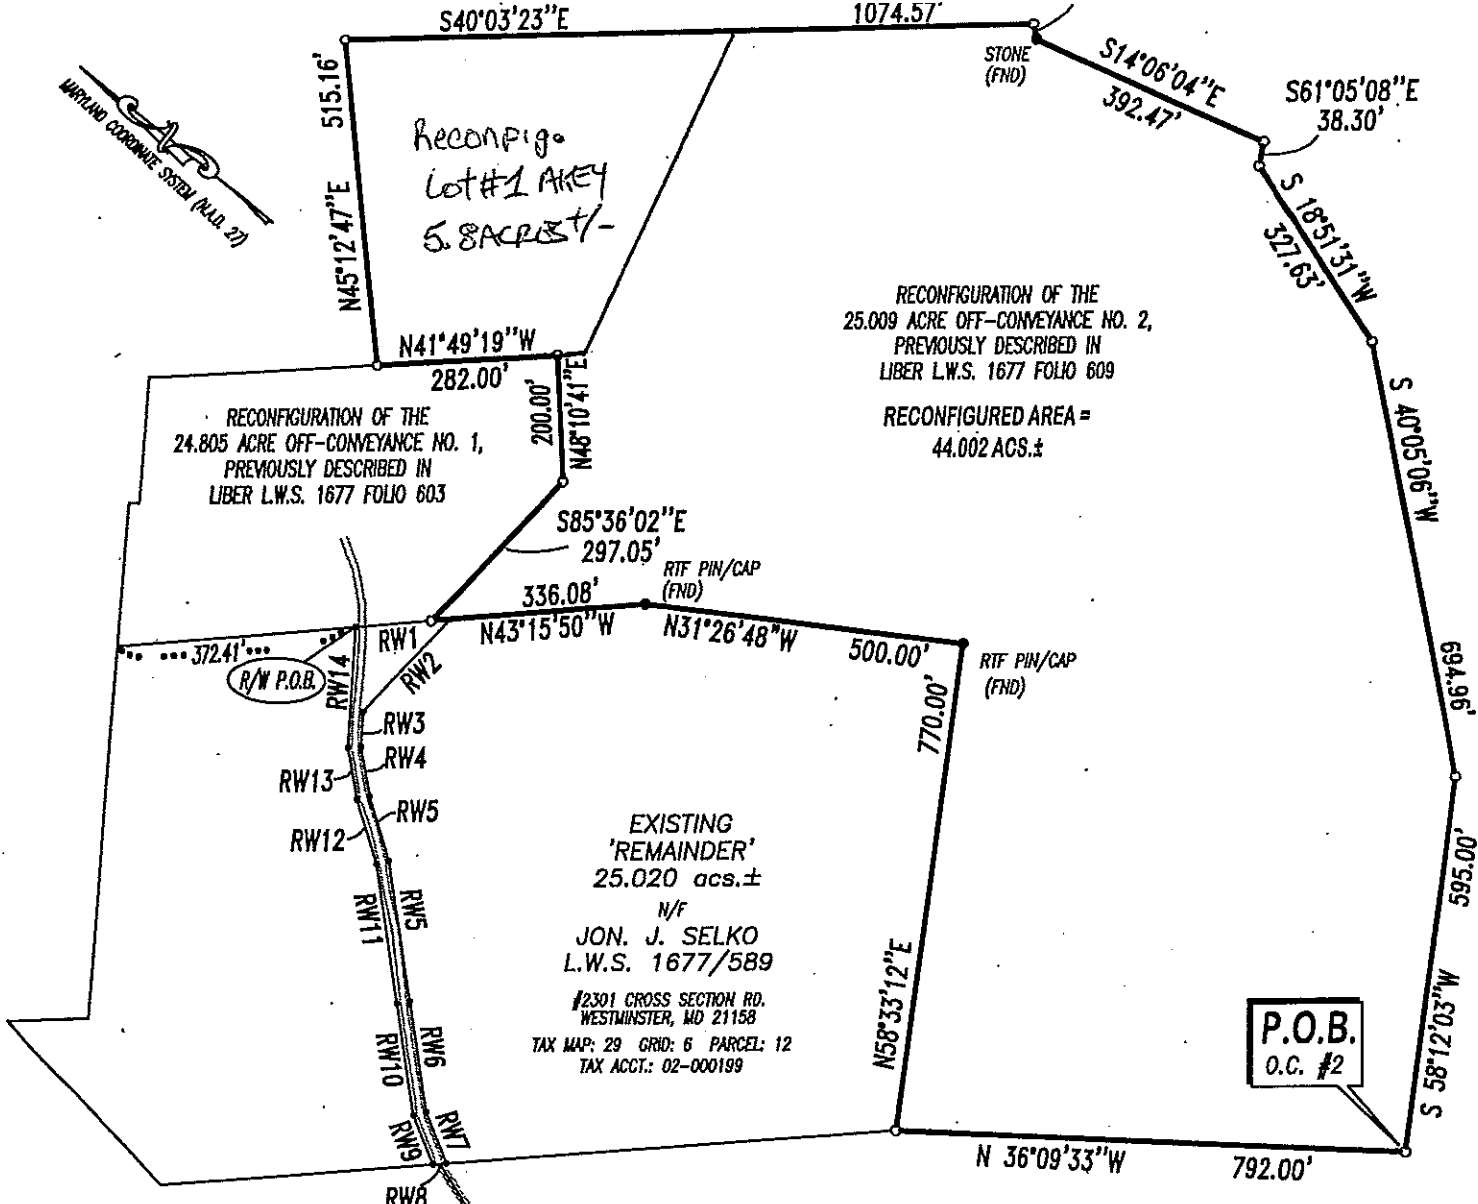 S40°03'23"E
1074.57'
STONE
(FND)
S14°06'04"E
392.47'
S61°05'08"E
38.30'
515.16'
N45°12'47"E
MARYLAND COORDINATE SYSTEM (N.A.D. 27)
Reconfig.
Lot #1 AKEY
5.8 ACRES +/-
S 18°51'31"W
327.63'
N41°49'19"W
282.00'
200.00'
N48°10'41"E
RECONFIGURATION OF THE
25.009 ACRE OFF-CONVEYANCE NO. 2,
PREVIOUSLY DESCRIBED IN
LIBER L.W.S. 1677 FOLIO 609
RECONFIGURED AREA =
44.002 ACS.±
RECONFIGURATION OF THE
24.805 ACRE OFF-CONVEYANCE NO. 1,
PREVIOUSLY DESCRIBED IN
LIBER L.W.S. 1677 FOLIO 603
S 40°05'06"W
694.96'
S85°36'02"E
297.05'
RTF PIN/CAP
(FND)
336.08'
N43°15'50"W
N31°26'48"W
500.00'
RTF PIN/CAP
(FND)
RW1
372.41'
R/W P.O.B.
RW14
RW2
RW3
RW4
RW13
RW5
RW12
770.00'
N58°33'12"E
EXISTING
'REMAINDER'
25.020 acs.±
N/F
JON. J. SELKO
L.W.S. 1677/589
#2301 CROSS SECTION RD.
WESTMINSTER, MD 21158
TAX MAP: 29 GRID: 6 PARCEL: 12
TAX ACCT.: 02-000199
RW11
RW5
RW10
RW6
RW9
RW7
RW8
595.00'
S 58°12'03"W
P.O.B.
O.C. #2
N 36°09'33"W
792.00'